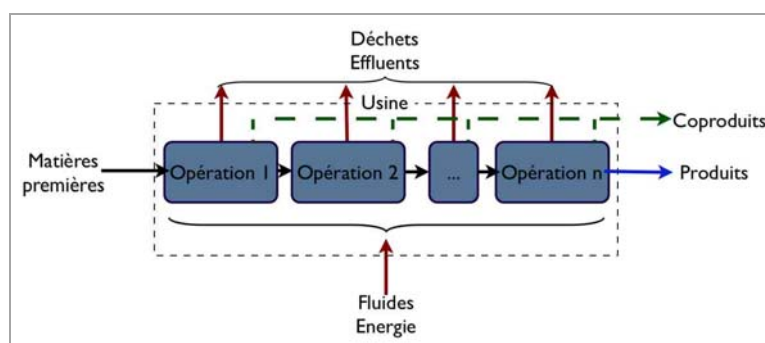 Déchets
Effluents
Usine
Coproduits
Matières
premières
Opération 1
Opération 2
...
Opération n
Produits
Fluides
Energie